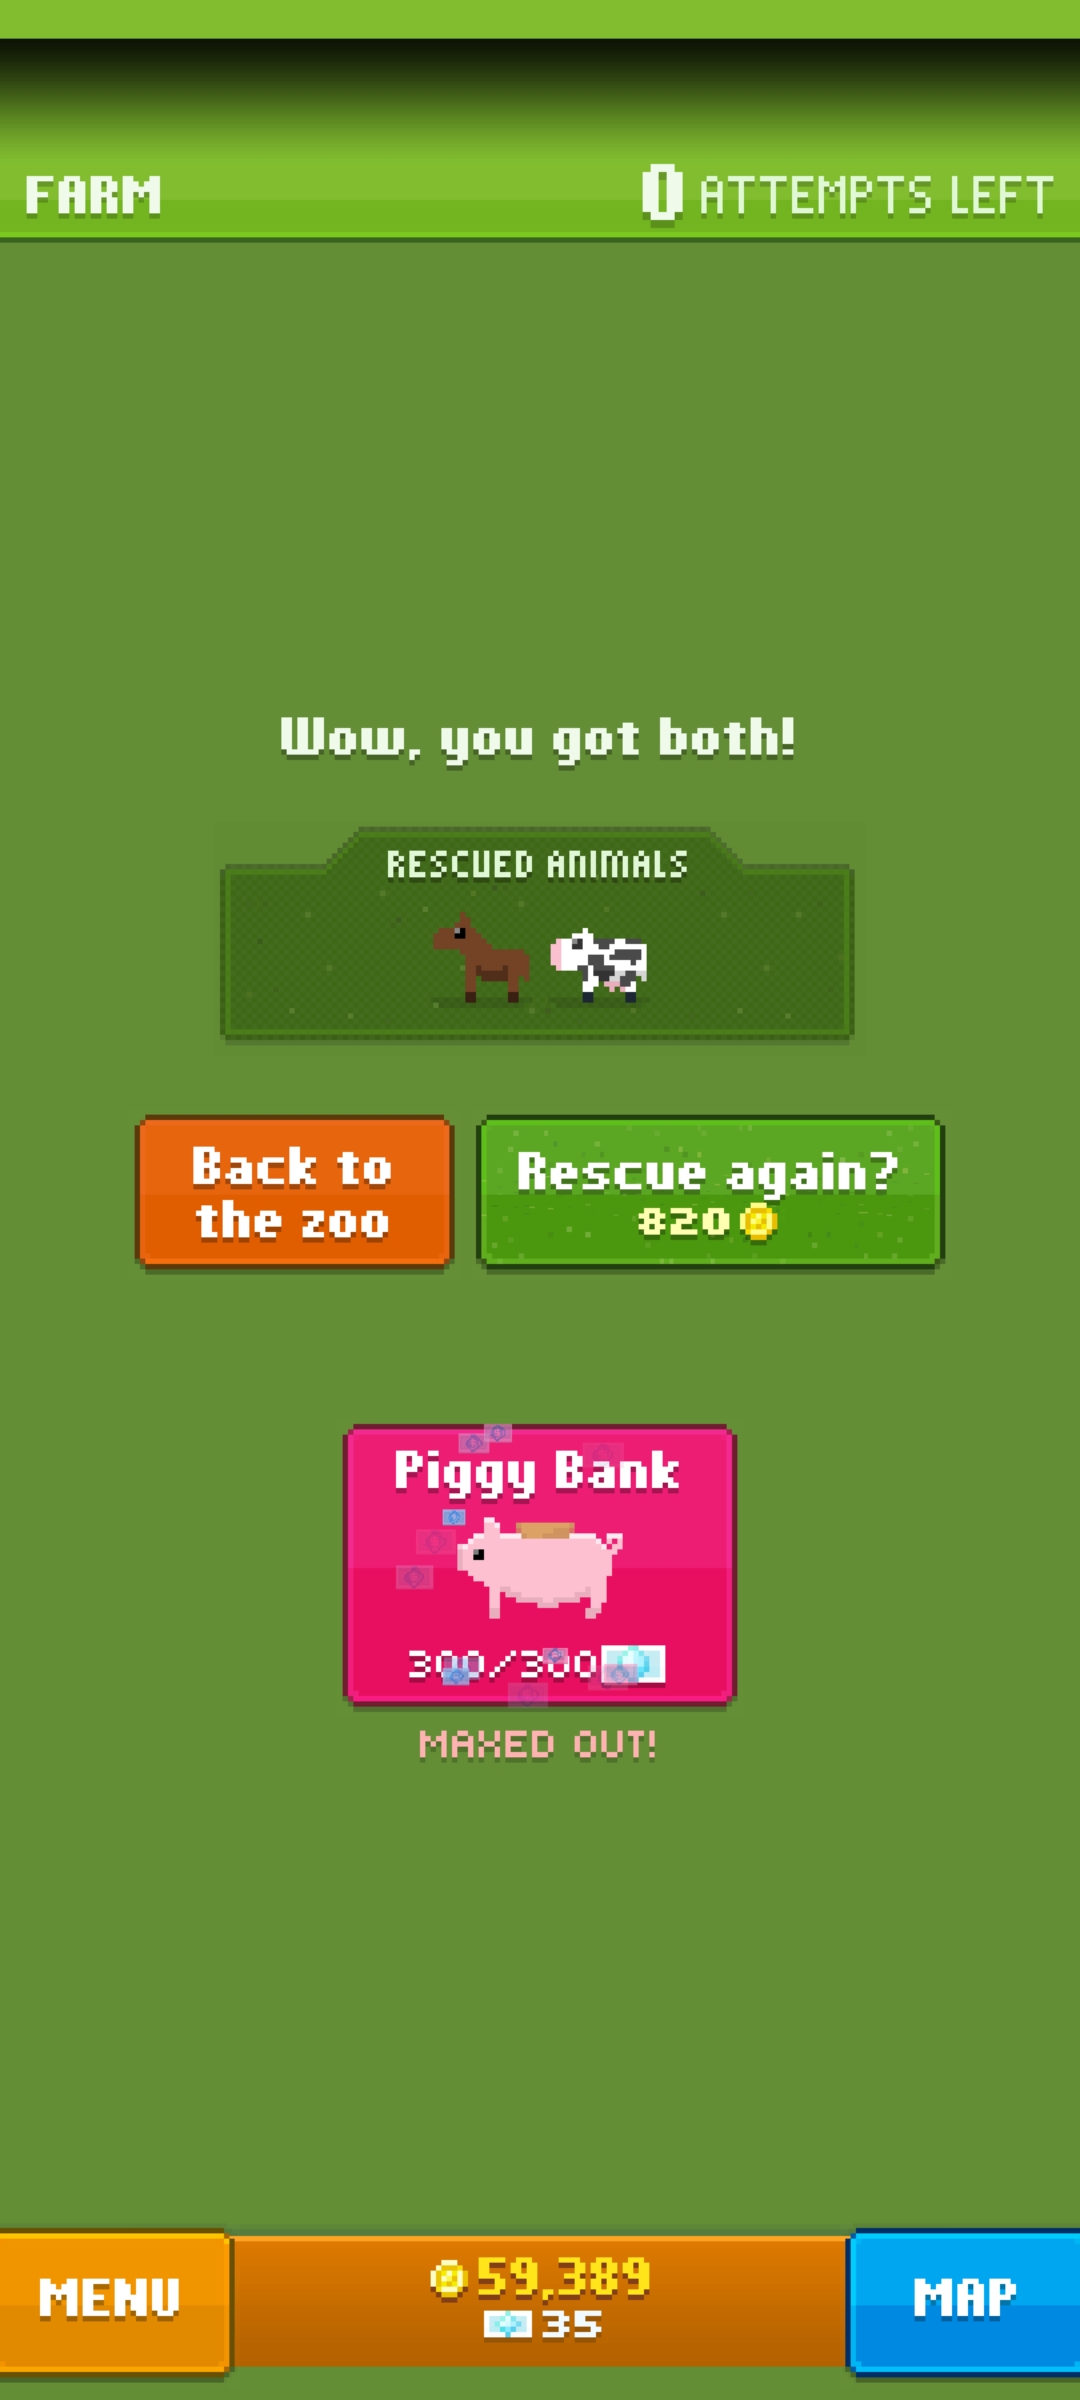 FARM
0 ATTEMPTS LEFT
Wow, you got both!
RESCUED ANIMALS
Back to
the zoo
Rescue again?
820
Piggy Bank
300/300
MAXED OUT!
MENU
59,389
35
MAP